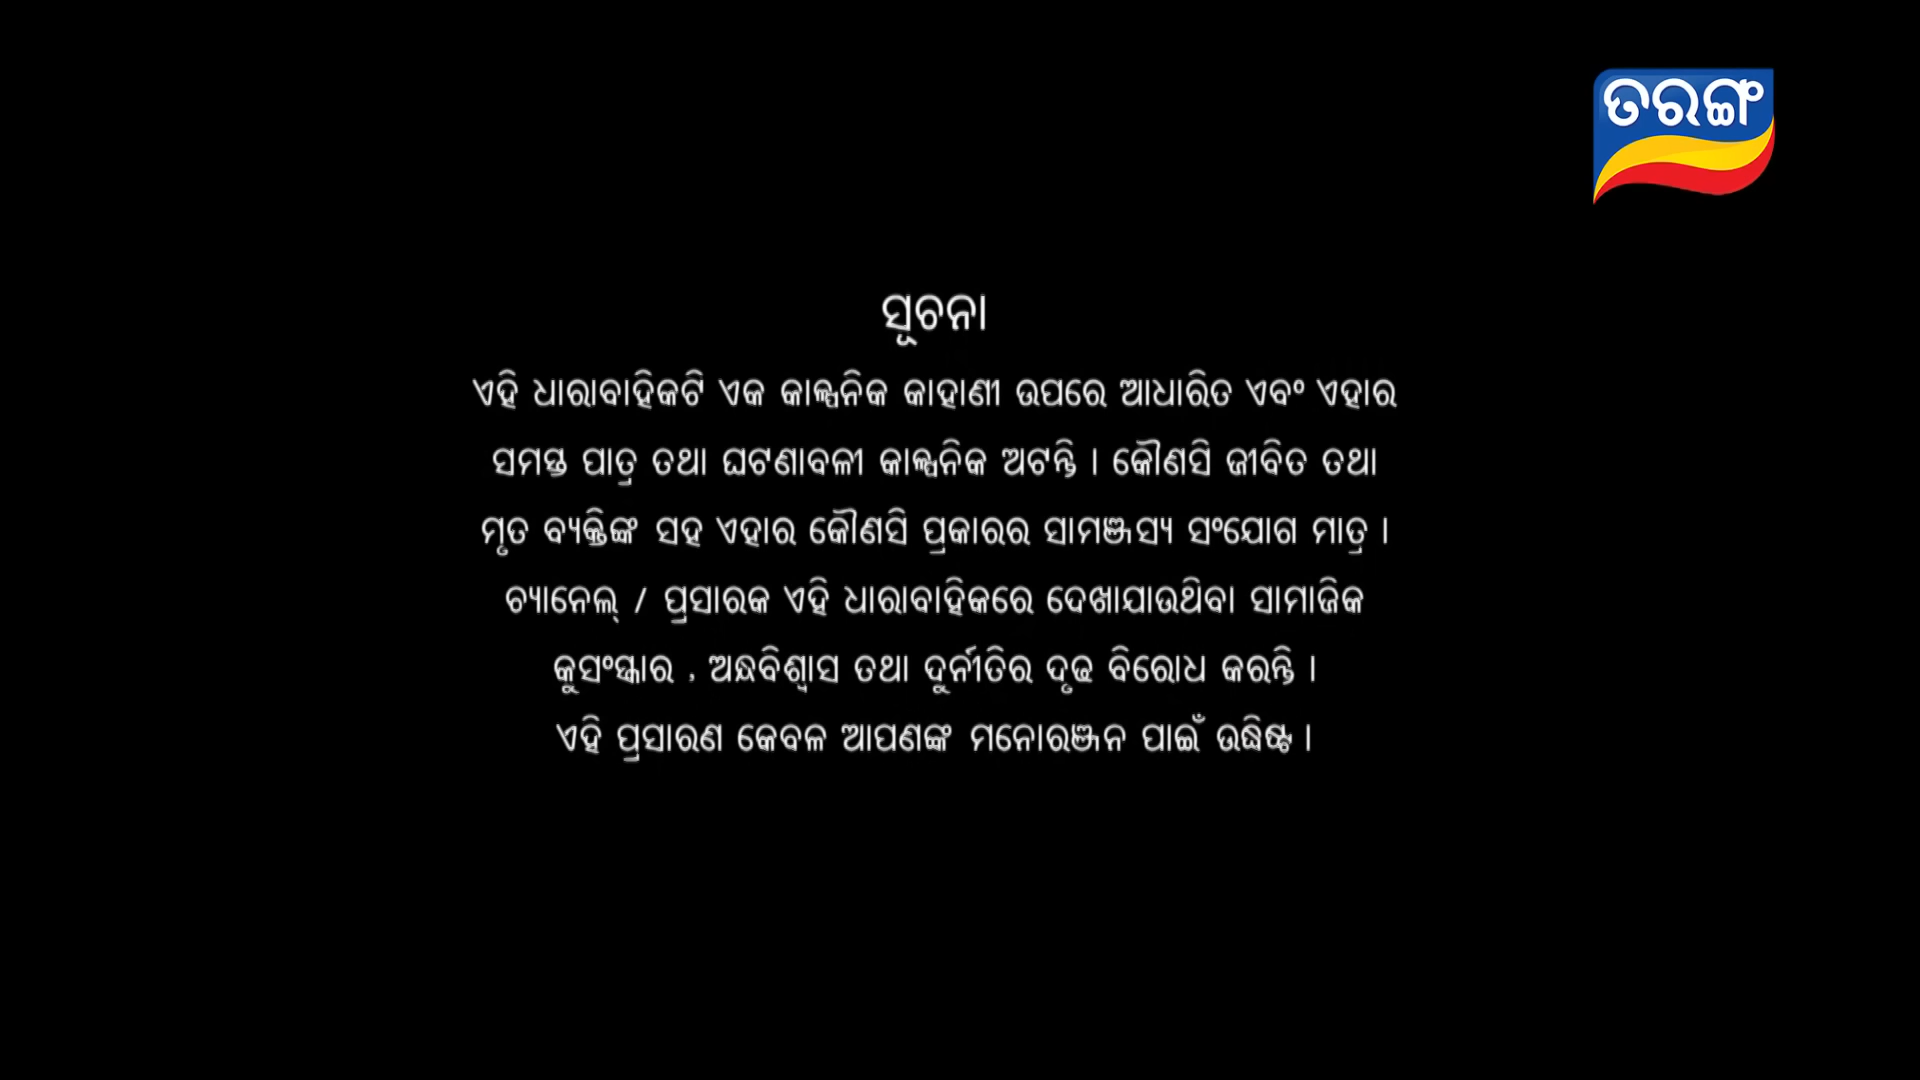 ତରଙ୍ଗ
ସୂଚନା
ଏହି ଧାରାବାହିକଟି ଏକ କାଳ୍ପନିକ କାହାଣୀ ଉପରେ ଆଧାରିତ ଏବଂ ଏହାର
ସମସ୍ତ ପାତ୍ର ତଥା ଘଟଣାବଳୀ କାଳ୍ପନିକ ଅଟନ୍ତି । କୌଣସି ଜୀବିତ ତଥା
ମୃତ ବ୍ୟକ୍ତିଙ୍କ ସହ ଏହାର କୌଣସି ପ୍ରକାରର ସାମଞ୍ଜସ୍ୟ ସଂଯୋଗ ମାତ୍ର ।
ଚ୍ୟାନେଲ୍ / ପ୍ରସାରକ ଏହି ଧାରାବାହିକରେ ଦେଖାଯାଉଥିବା ସାମାଜିକ
କୁସଂସ୍କାର , ଅନ୍ଧବିଶ୍ୱାସ ତଥା ଦୁର୍ନୀତିର ଦୃଢ ବିରୋଧ କରନ୍ତି ।
ଏହି ପ୍ରସାରଣ କେବଳ ଆପଣଙ୍କ ମନୋରଞ୍ଜନ ପାଇଁ ଉଦ୍ଧିଷ୍ଟ ।